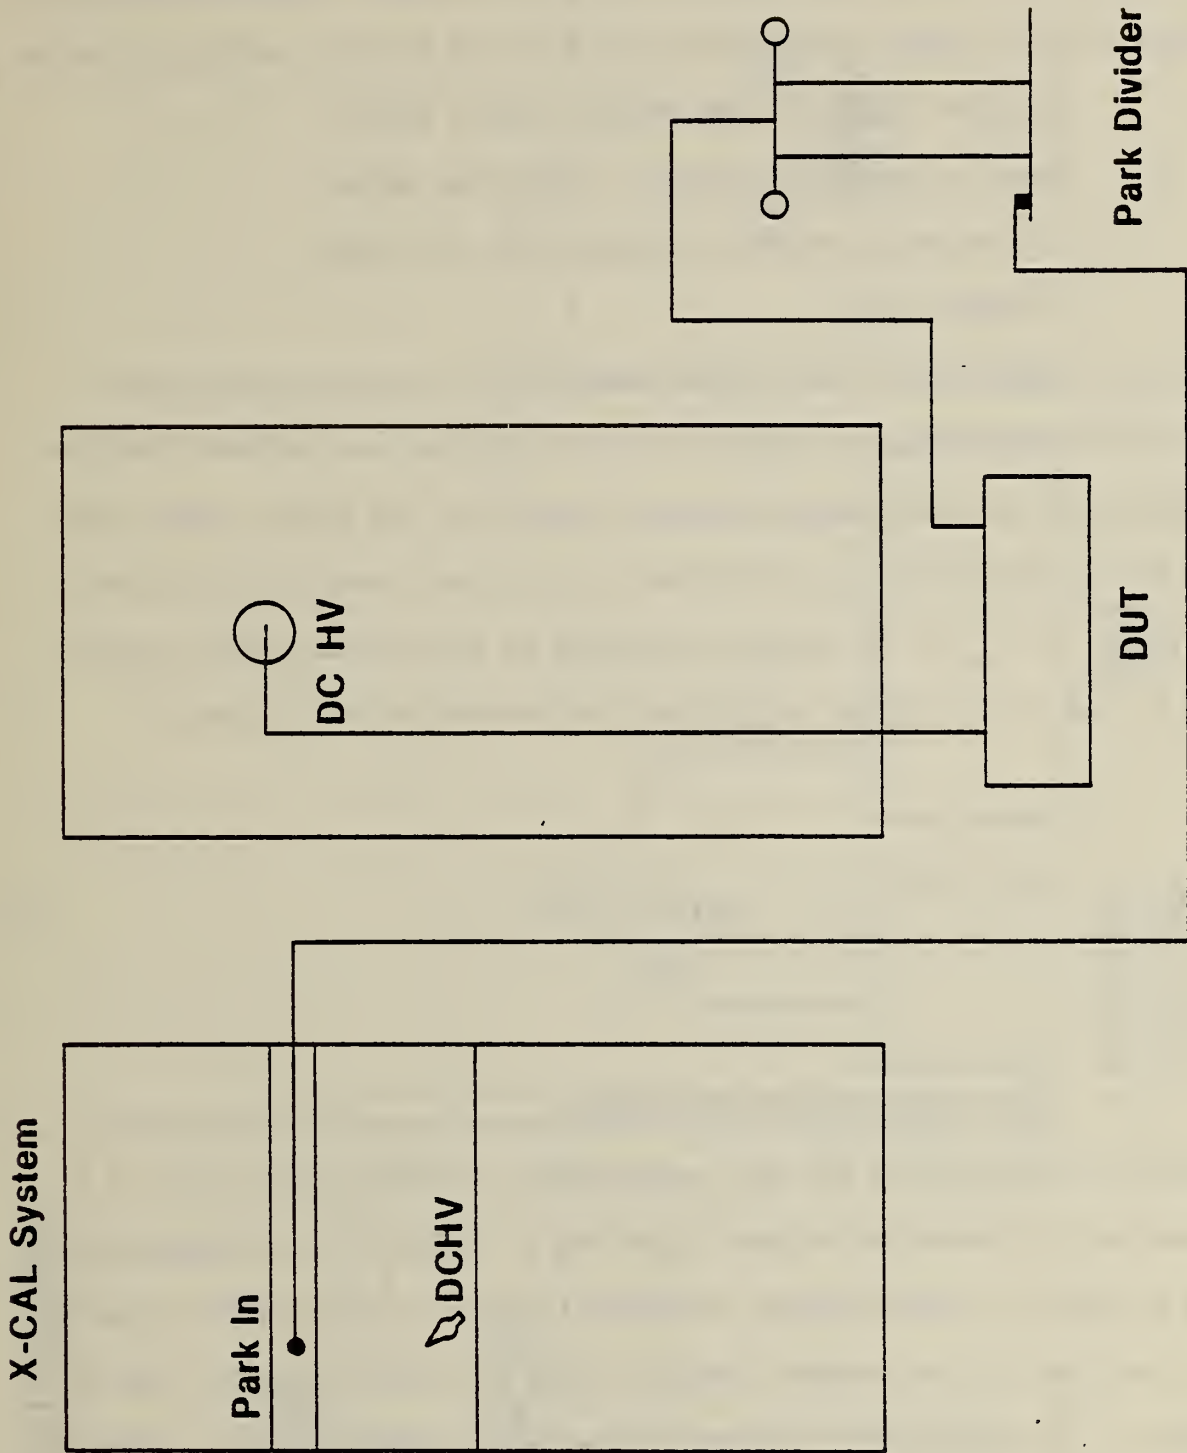 X-CAL System
Park In
DCHV
DC HV
DUT
Park Divider